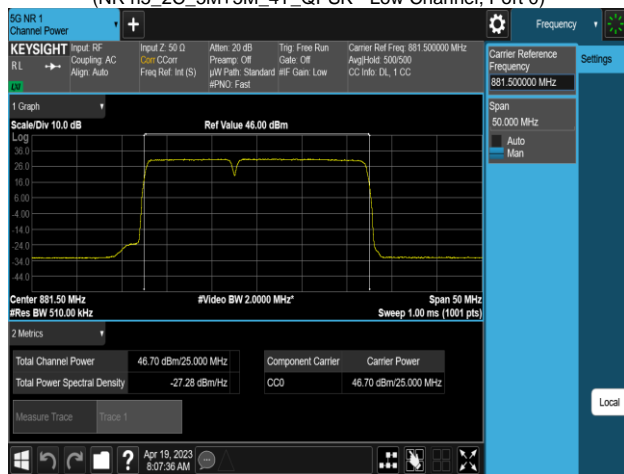 (NR n5_2C_5M15M_4T_QPSK - Low Channel, Port 0)
5G NR 1
Channel Power
+
Frequency
KEYSIGHT
Input: RF
Input Z: 50 Ω
Atten: 20 dB
Trig: Free Run
Carrier Ref Freq: 881.500000 MHz
RL
Coupling: AC
Corr CCorr
Preamp: Off
Gate: Off
Avg|Hold: 500/500
Align: Auto
Freq Ref: Int (S)
µW Path: Standard
#IF Gain: Low
CC Info: DL, 1 CC
#PNO: Fast
LW
Carrier Reference
Frequency
881.500000 MHz
Settings
Span
50.000 MHz
Auto
Man
1 Graph
Scale/Div 10.0 dB
Ref Value 46.00 dBm
Log
36.0
26.0
16.0
6.00
-4.00
-14.0
-24.0
-34.0
-44.0
Center 881.50 MHz
#Video BW 2.0000 MHz*
Span 50 MHz
#Res BW 510.00 kHz
Sweep 1.00 ms (1001 pts)
2 Metrics
Total Channel Power
46.70 dBm/25.000 MHz
Component Carrier
Carrier Power
Total Power Spectral Density
-27.28 dBm/Hz
CC0
46.70 dBm/25.000 MHz
Measure Trace
Trace 1
Local
?
Apr 19, 2023
8:07:36 AM